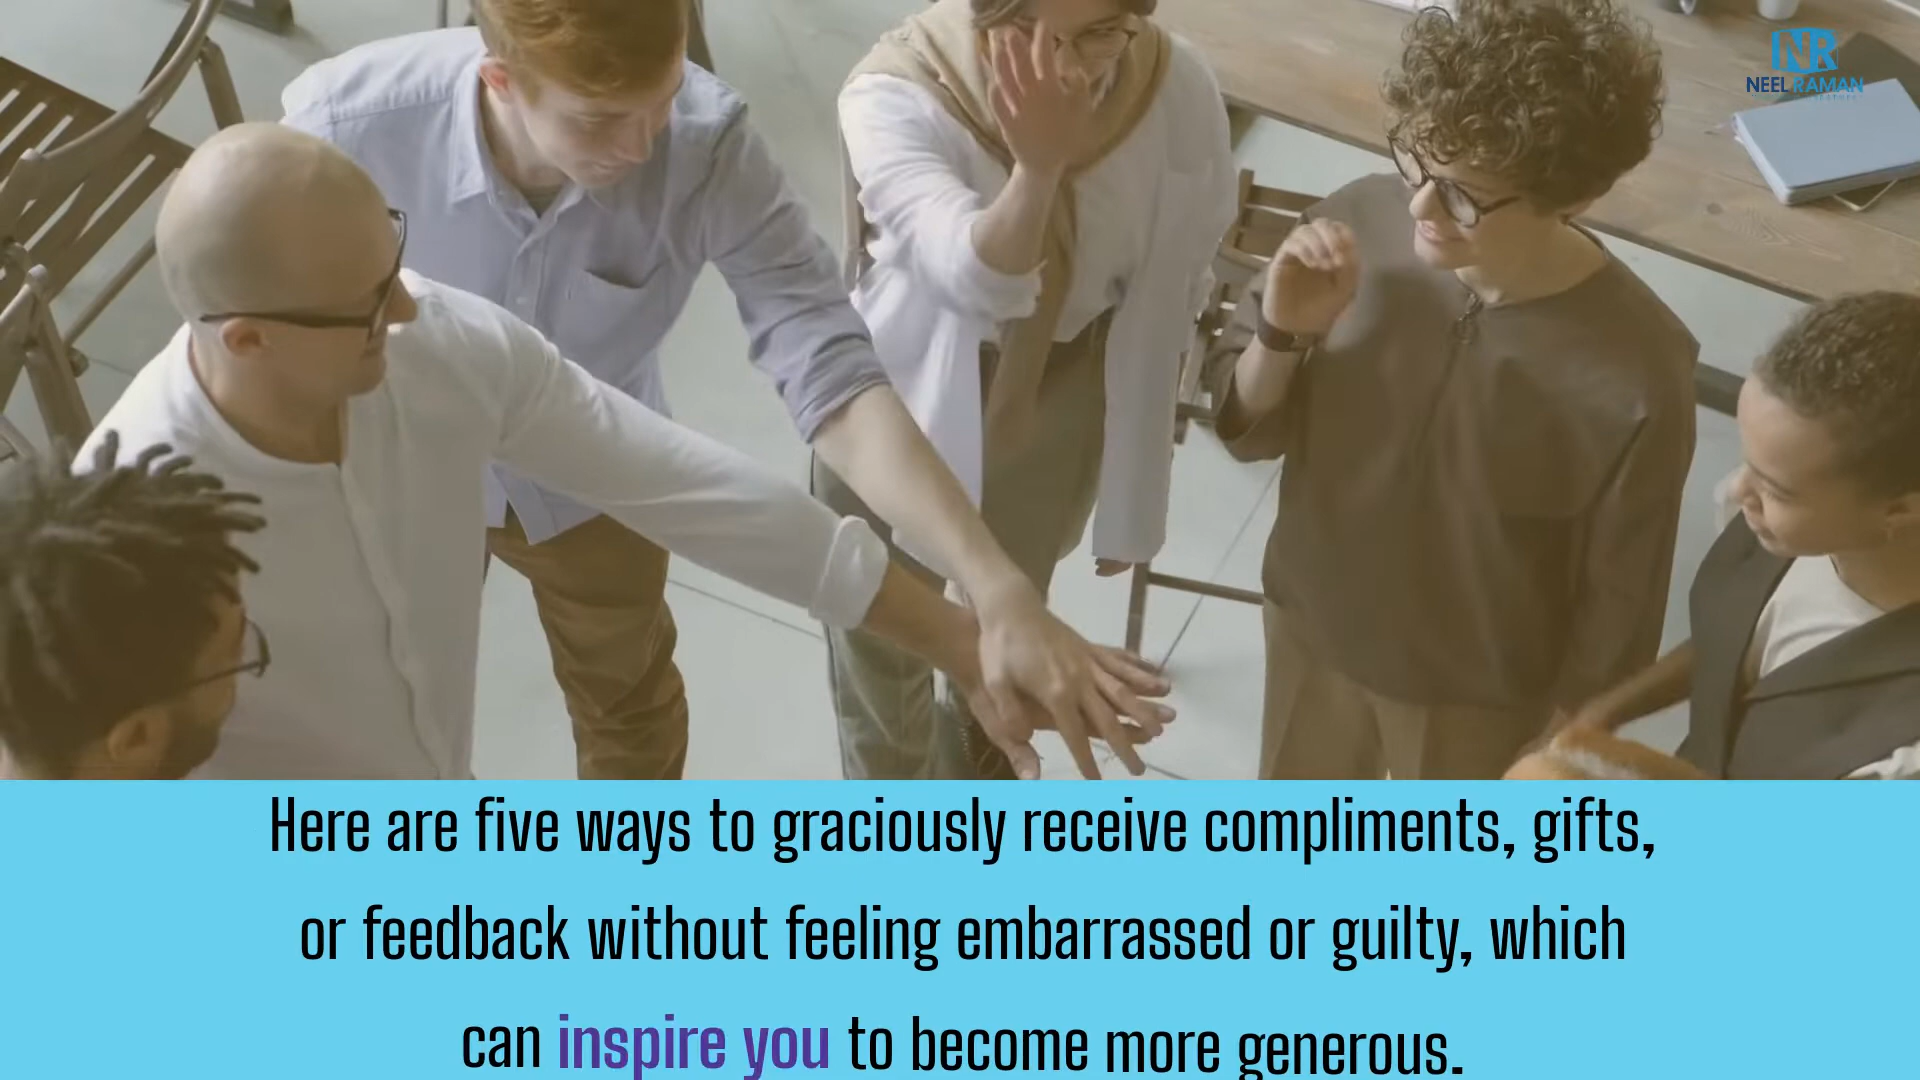 NR
NEEL RAMAN
Here are five ways to graciously receive compliments, gifts,
or feedback without feeling embarrassed or guilty, which
can inspire you to become more generous.